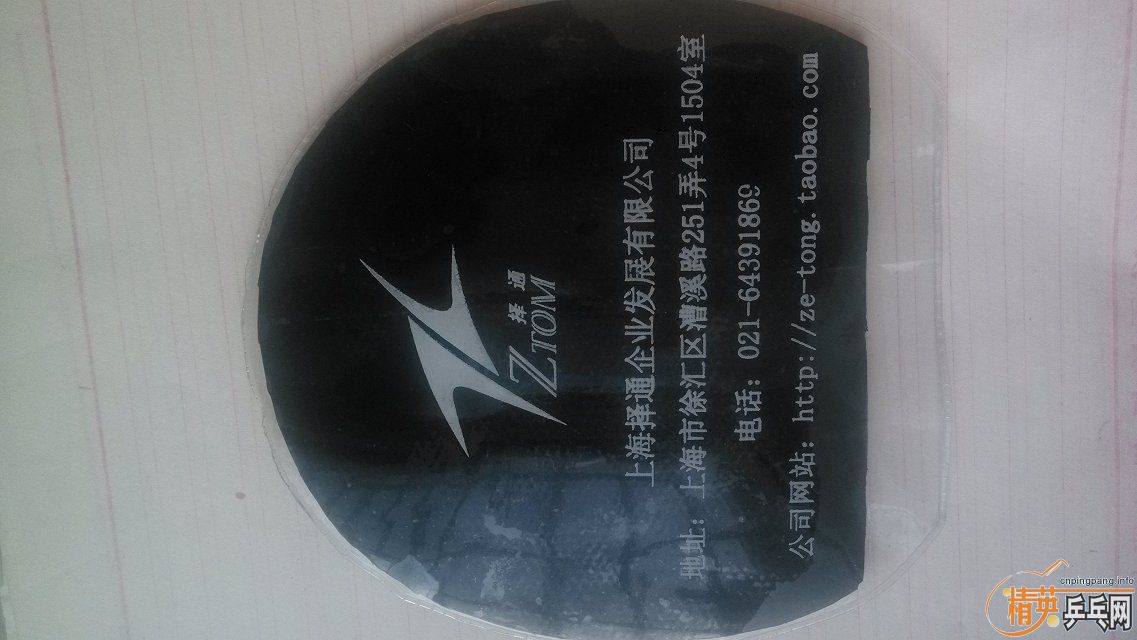 择通
ZTOM
上海择通企业发展有限公司
地址：上海市徐汇区漕溪路251弄4号1504室
电话：021-64391869
公司网站：http://ze-tong.taobao.com
cnpingpang.info
精英乒乓网